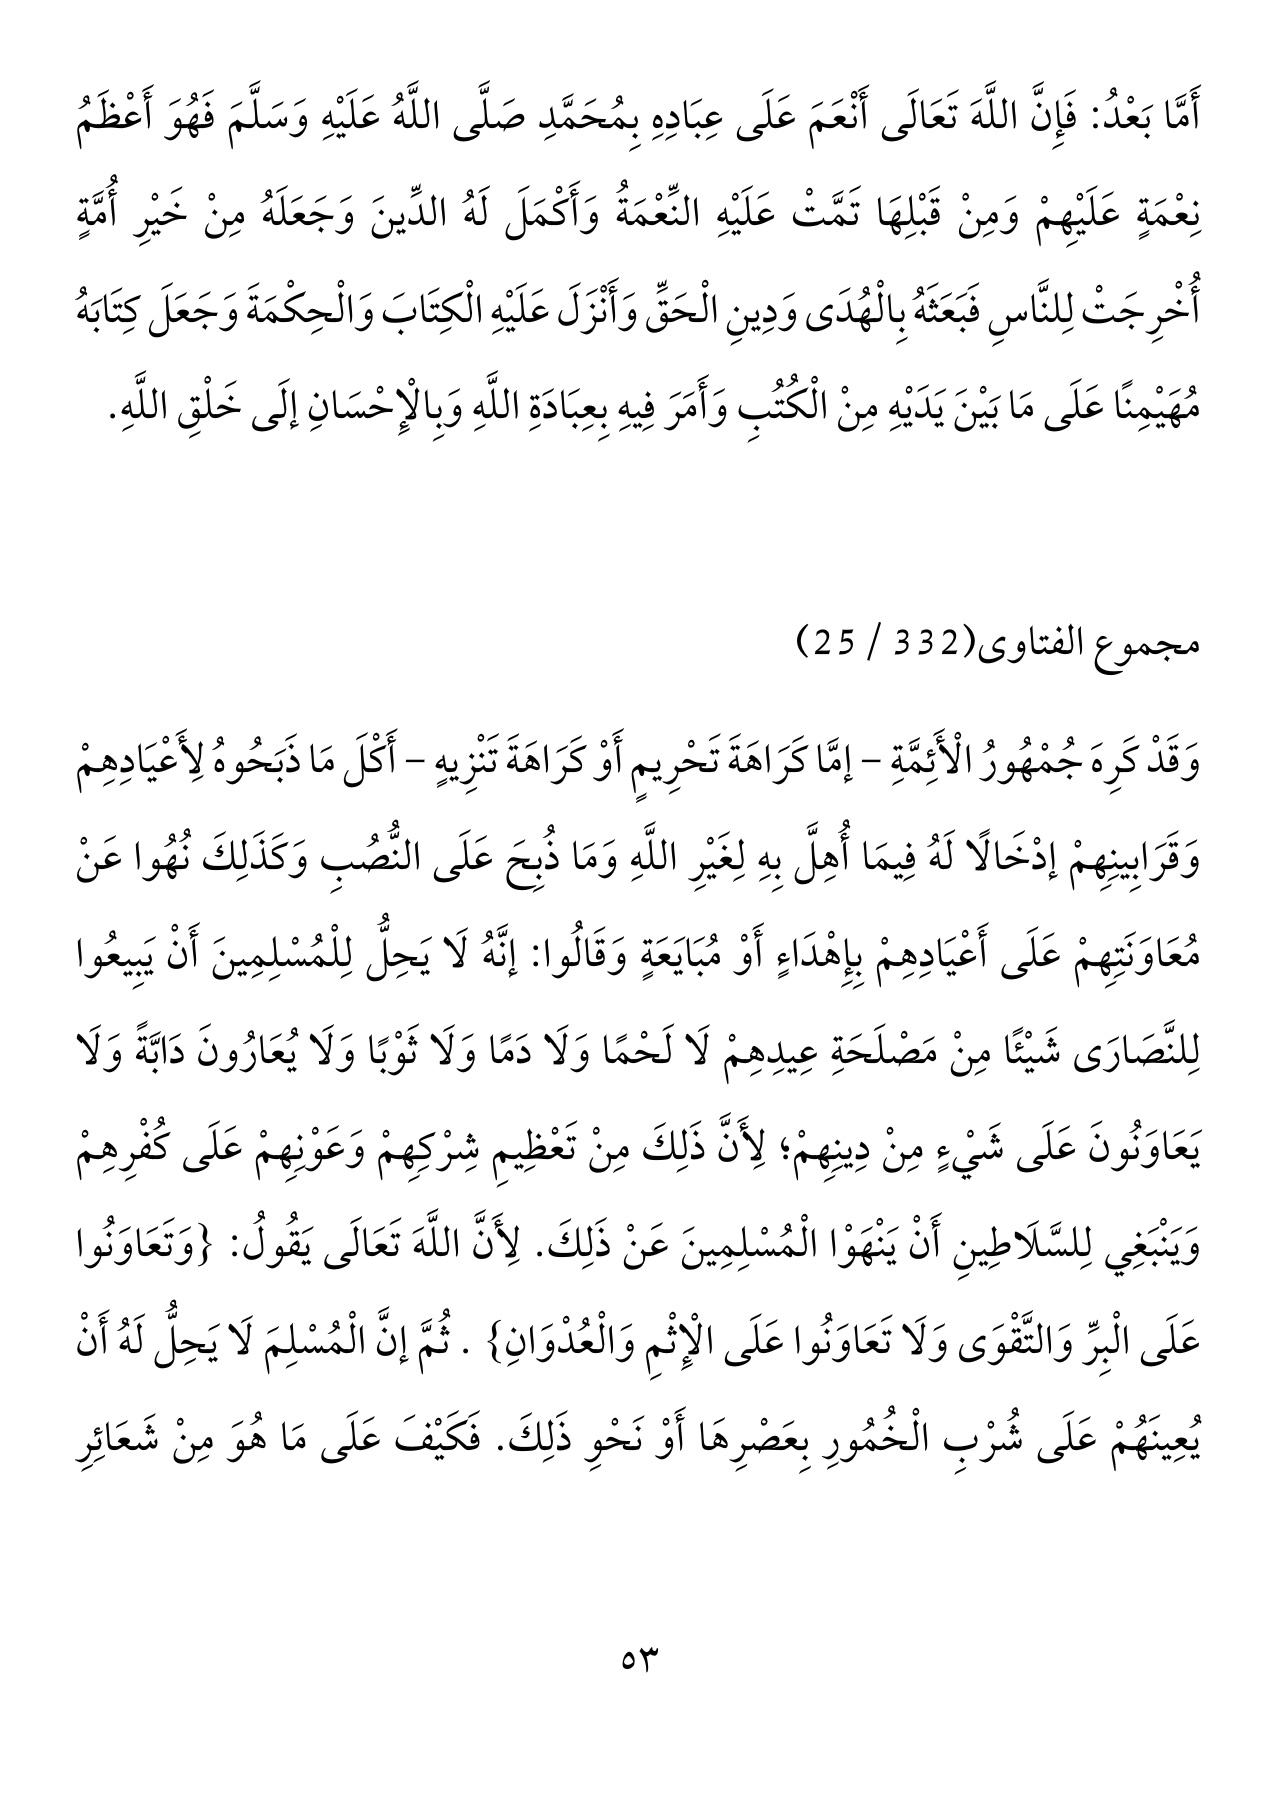 أَمَّا بَعْدُ: فَإِنَّ اللَّهَ تَعَالَى أَنْعَمَ عَلَى عِبَادِهِ بِمُحَمَّدِ صَلَّى اللَّهُ عَلَيْهِ وَسَلَّمَ فَهُوَ أَعْظَمُ
نِعْمَةٍ عَلَيْهِمْ وَمِنْ قَبْلِهَا تَمَّتْ عَلَيْهِ النِّعْمَةُ وَأَكْمَلَ لَهُ الدِّينَ وَجَعَلَهُ مِنْ خَيْرِ أُمَّةٍ
أُخْرِجَتْ لِلنَّاسِ فَبَعَثَهُ بِالْهُدَى وَدِينِ الْحَقِّ وَأَنْزَلَ عَلَيْهِ الْكِتَابَ وَالْحِكْمَةَ وَجَعَلَ كِتَابَهُ
مُهَيْمِنًا عَلَى مَا بَيْنَ يَدَيْهِ مِنْ الْكُتُبِ وَأَمَرَ فِيهِ بِعِبَادَةِ اللَّهِ وَبِالْإِحْسَانِ إلَى خَلْقِ اللَّهِ.
مجموع الفتاوى(25 / 332)
وَقَدْ كَرِهَ جُمْهُورُ الْأَئِمَّةِ – إمَّا كَرَاهَةَ تَحْرِيمٍ أَوْ كَرَاهَةَ تَنْزِيهٍ – أَكْلَ مَا ذَبَحُوهُ لِأَعْيَادِهِمْ
وَقَرَابِينِهِمْ إدْخَالًا لَهُ فِيمَا أُهِلَّ بِهِ لِغَيْرِ اللَّهِ وَمَا ذُبِحَ عَلَى النُّصُبِ وَكَذَلِكَ نُهُوا عَنْ
مُعَاوَنَتِهِمْ عَلَى أَعْيَادِهِمْ بِإِهْدَاءٍ أَوْ مُبَايَعَةٍ وَقَالُوا: إنَّهُ لَا يَحِلُّ لِلْمُسْلِمِينَ أَنْ يَبِيعُوا
لِلنَّصَارَى شَيْئًا مِنْ مَصْلَحَةِ عِيدِهِمْ لَا لَحْمًا وَلَا دَمًا وَلَا ثَوْبًا وَلَا يُعَارُونَ دَابَّةً وَلَا
يَعَاوَنُونَ عَلَى شَيْءٍ مِنْ دِينِهِمْ؛ لِأَنَّ ذَلِكَ مِنْ تَعْظِيمِ شِرْكِهِمْ وَعَوْنِهِمْ عَلَى كُفْرِهِمْ
وَيَنْبَغِي لِلسَّلَاطِينِ أَنْ يَنْهَوْا الْمُسْلِمِينَ عَنْ ذَلِكَ. لِأَنَّ اللَّهَ تَعَالَى يَقُولُ: {وَتَعَاوَنُوا
عَلَى الْبِرِّ وَالتَّقْوَى وَلَا تَعَاوَنُوا عَلَى الْإِثْمِ وَالْعُدْوَانِ} . ثُمَّ إنَّ الْمُسْلِمَ لَا يَحِلُّ لَهُ أَنْ
يُعِينَهُمْ عَلَى شُرْبِ الْخُمُورِ بِعَصْرِهَا أَوْ نَحْوِ ذَلِكَ. فَكَيْفَ عَلَى مَا هُوَ مِنْ شَعَائِرِ
٥٣